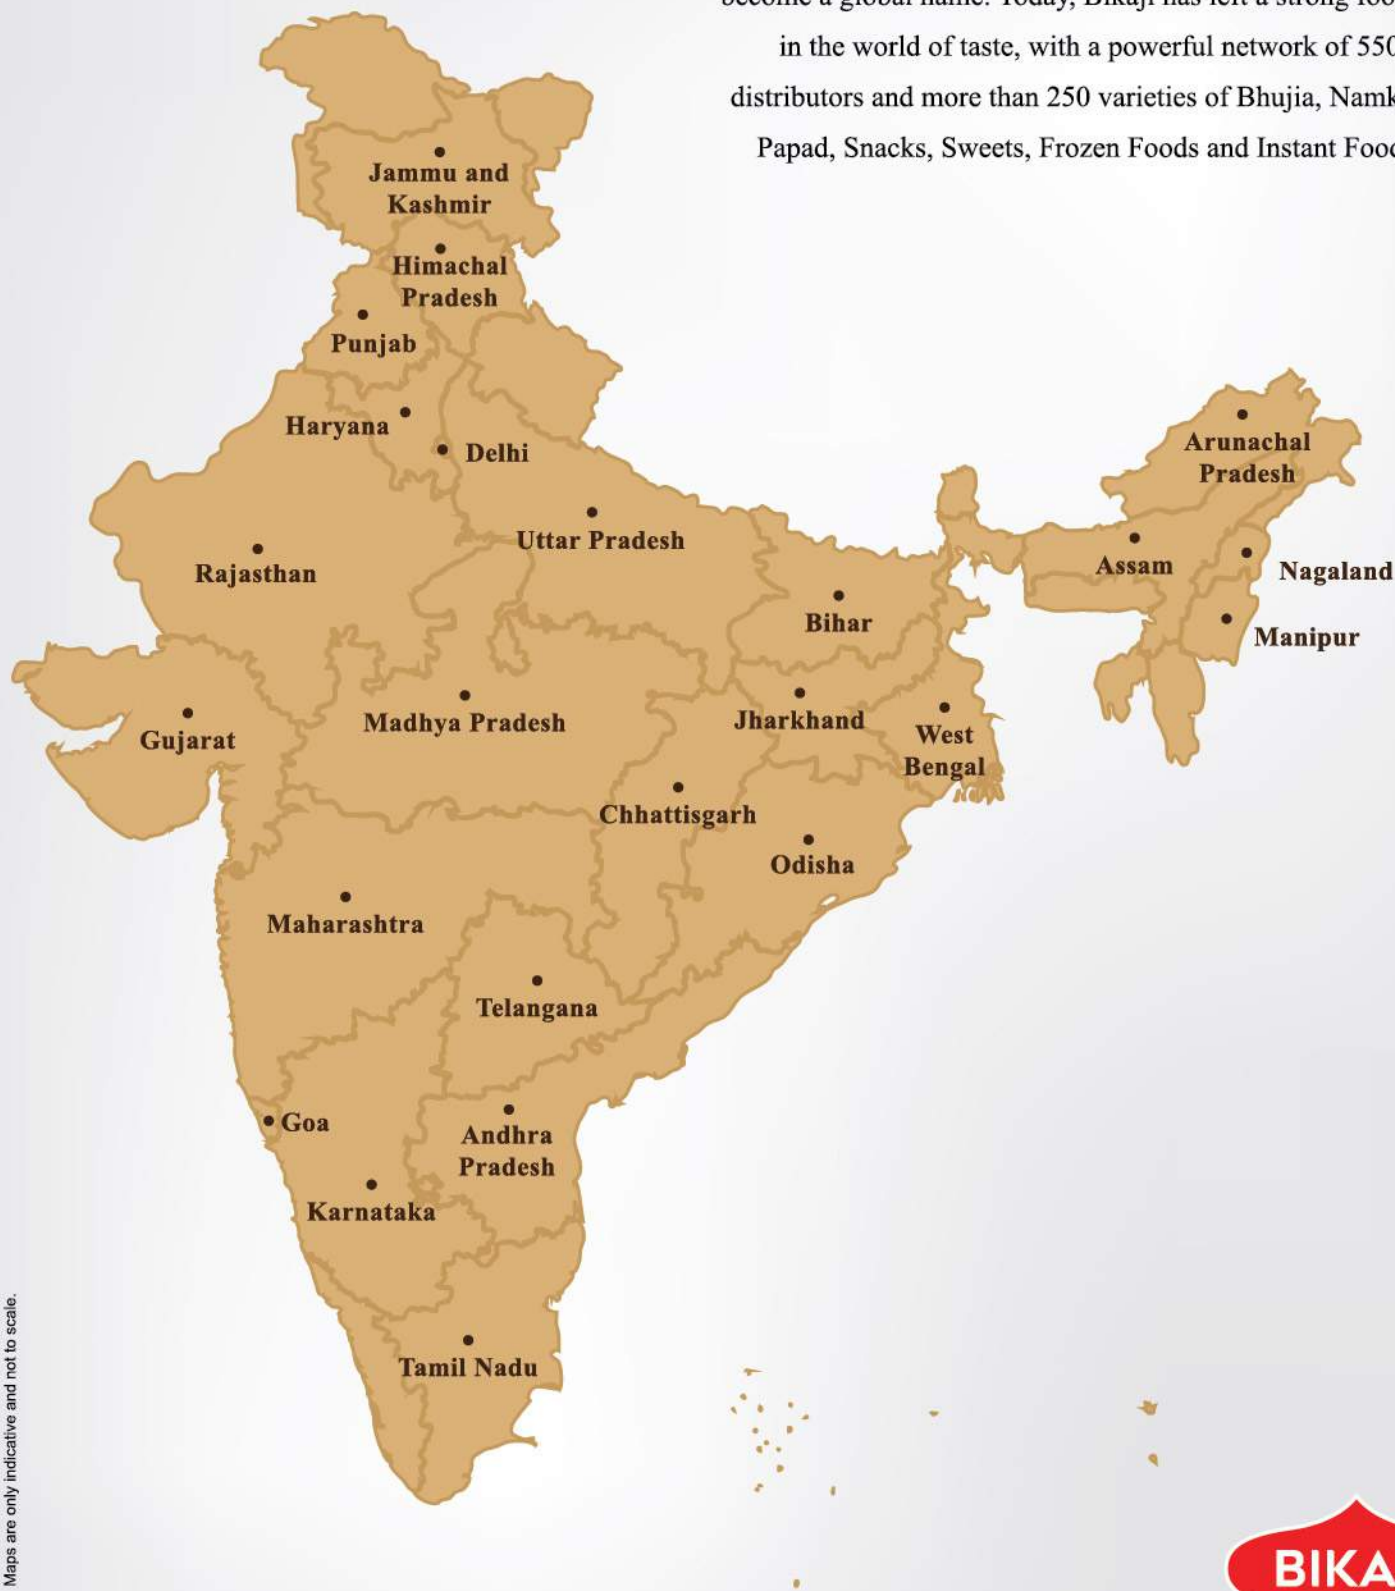 in the world of taste, with a powerful network of 550
distributors and more than 250 varieties of Bhujia,
Papad, Snacks, Sweets, Frozen Foods and Instant
Jammu and
Kashmir
Himachal
Pradesh
Punjab
Haryana
Delhi
Arunachal
Pradesh
Uttar Pradesh
Rajasthan
Assam
Nagaland
Bihar
Manipur
Madhya Pradesh
Jharkhand
Gujarat
West
Bengal
Chhattisgarh
Odisha
Maharashtra
Telangana
Goa
Andhra
Pradesh
Karnataka
Tamil Nadu
Maps are only indicative and not to scale.
BIKA